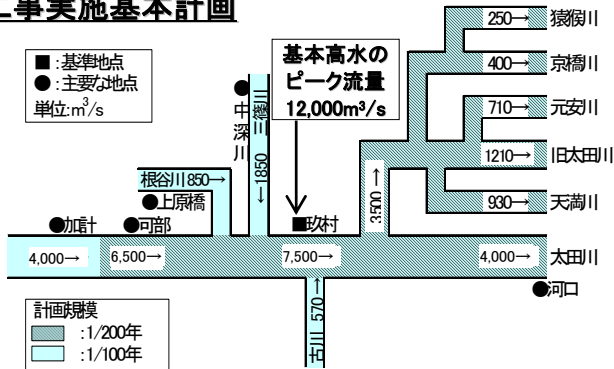 工事実施基本計画
■:基準地点
●:主要な地点
単位:m³/s
基本高水の
ピーク流量
12,000m³/s
250→ 猿猴川
400→ 京橋川
710→ 元安川
1210→ 旧太田川
930→ 天満川
3,500→
●中深川
三篠川
←1850
根谷川 850→
●上原橋
■玖村
●加計
●可部
4,000→
6,500→
7,500→
4,000→
太田川
●河口
古川 570→
計画規模
:1/200年
:1/100年